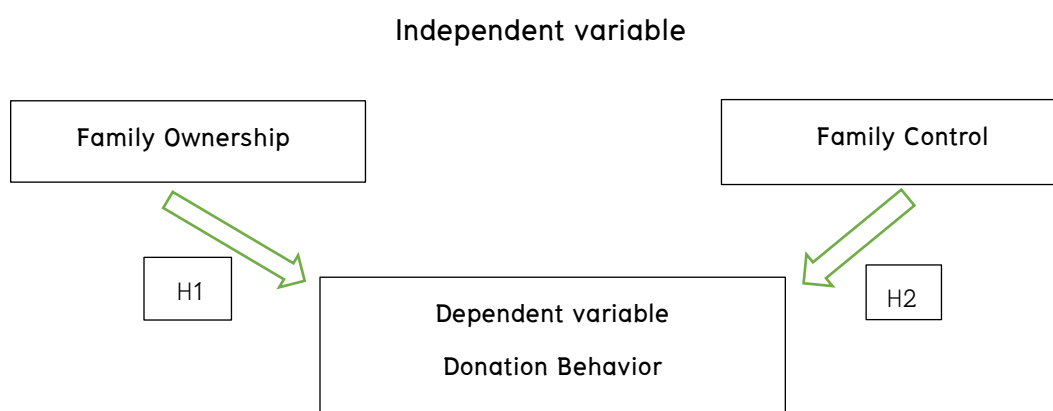 Independent variable
Family Ownership
Family Control
H1
H2
Dependent variable
Donation Behavior